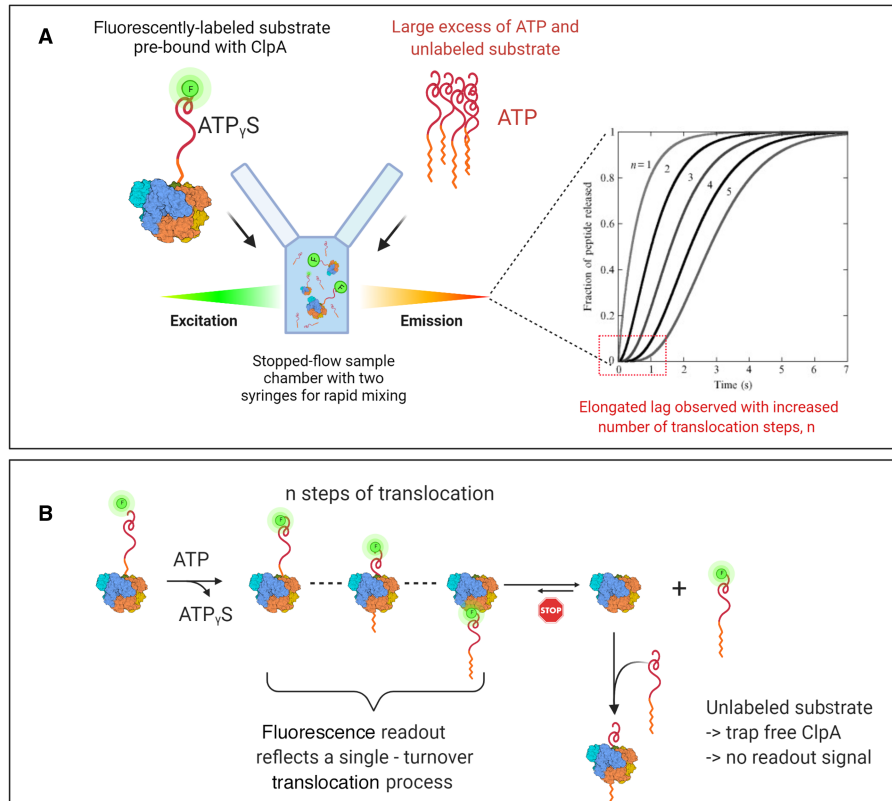 A
Fluorescently-labeled substrate
pre-bound with ClpA
Large excess of ATP and
unlabeled substrate
F
ATPγS
ATP
F
F
Excitation
Emission
Stopped-flow sample
chamber with two
syringes for rapid mixing
Fraction of peptide released
1
0.8
0.6
0.4
0.2
0
n = 1
2
3
4
5
0 1 2 3 4 5 6 7
Time (s)
Elongated lag observed with increased
number of translocation steps, n
B
n steps of translocation
F
F
F
F
F
ATP
ATPγS
STOP
+
Fluorescence readout
reflects a single - turnover
translocation process
Unlabeled substrate
-> trap free ClpA
-> no readout signal